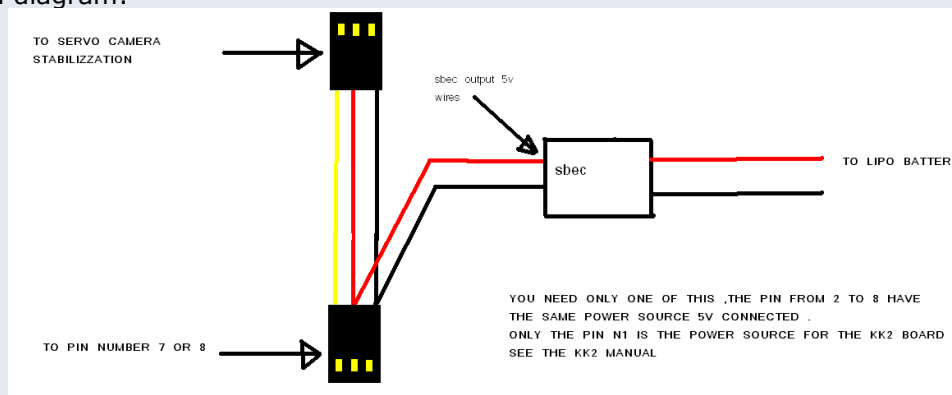 diagram:
TO SERVO CAMERA
STABILIZZATION
sbec output 5v
wires
sbec
TO LIPO BATTER
YOU NEED ONLY ONE OF THIS ,THE PIN FROM 2 TO 8 HAVE
THE SAME POWER SOURCE 5V CONNECTED .
ONLY THE PIN N1 IS THE POWER SOURCE FOR THE KK2 BOARD
SEE THE KK2 MANUAL
TO PIN NUMBER 7 OR 8